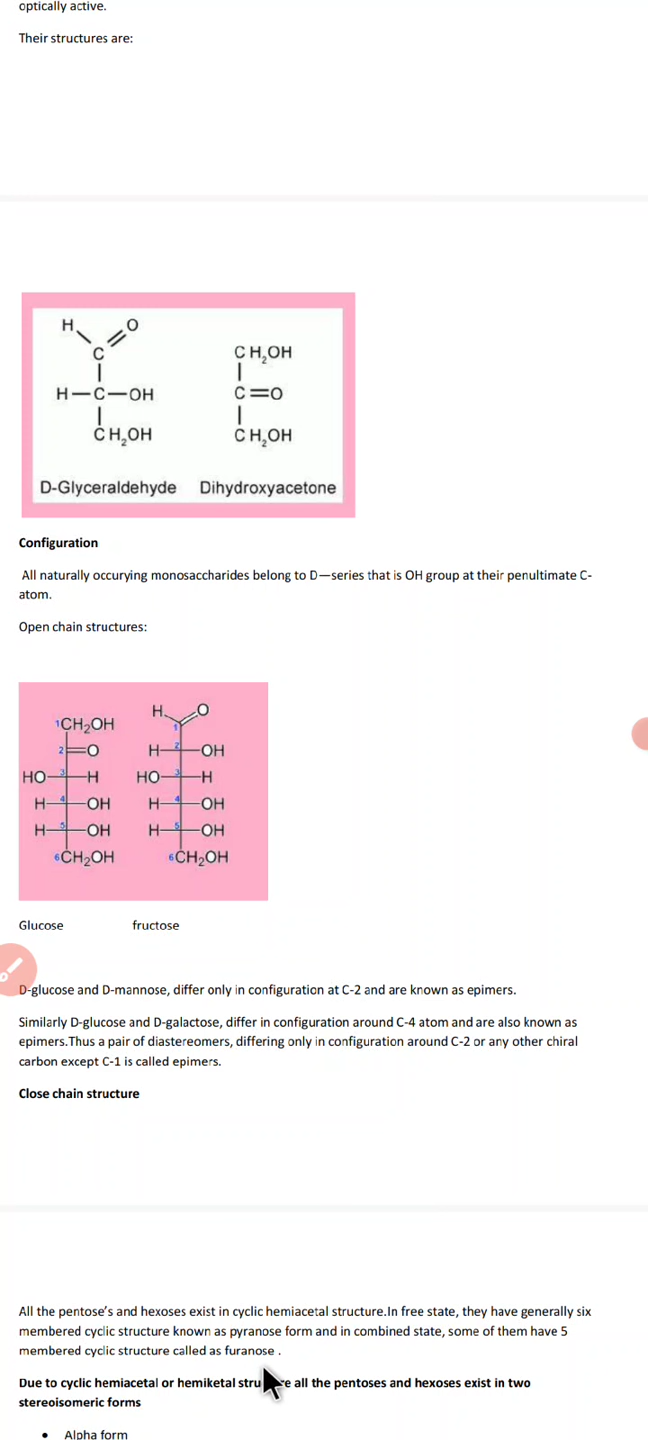 optically active.
Their structures are:
H O
C
H—C—OH
CH₂OH
CH₂OH
C=O
CH₂OH
D-Glyceraldehyde Dihydroxyacetone
Configuration
All naturally occurying monosaccharides belong to D—series that is OH group at their penultimate C-
atom.
Open chain structures:
1CH₂OH
2 =O
HO 3 H
H 4 OH
H 5 OH
6CH₂OH
H O
1
H 2 OH
HO 3 H
H 4 OH
H 5 OH
6CH₂OH
Glucose fructose
D-glucose and D-mannose, differ only in configuration at C-2 and are known as epimers.
Similarly D-glucose and D-galactose, differ in configuration around C-4 atom and are also known as
epimers.Thus a pair of diastereomers, differing only in configuration around C-2 or any other chiral
carbon except C-1 is called epimers.
Close chain structure
All the pentose’s and hexoses exist in cyclic hemiacetal structure.In free state, they have generally six
membered cyclic structure known as pyranose form and in combined state, some of them have 5
membered cyclic structure called as furanose .
Due to cyclic hemiacetal or hemiketal all the pentoses and hexoses exist in two
stereoisomeric forms
• Alpha form